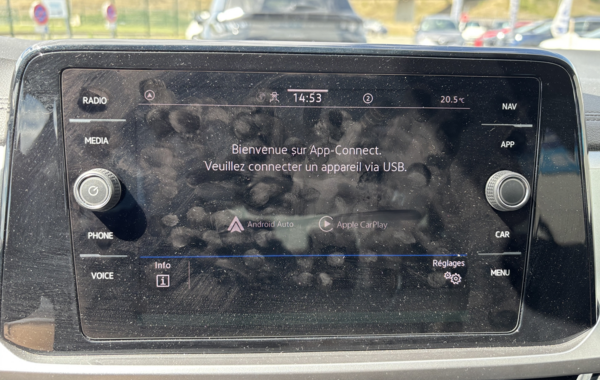 RADIO
MEDIA
PHONE
VOICE
A
14:53
2
20.5°C
Bienvenue sur App-Connect.
Veuillez connecter un appareil via USB.
Android Auto
Apple CarPlay
Info
Réglages
NAV
APP
CAR
MENU